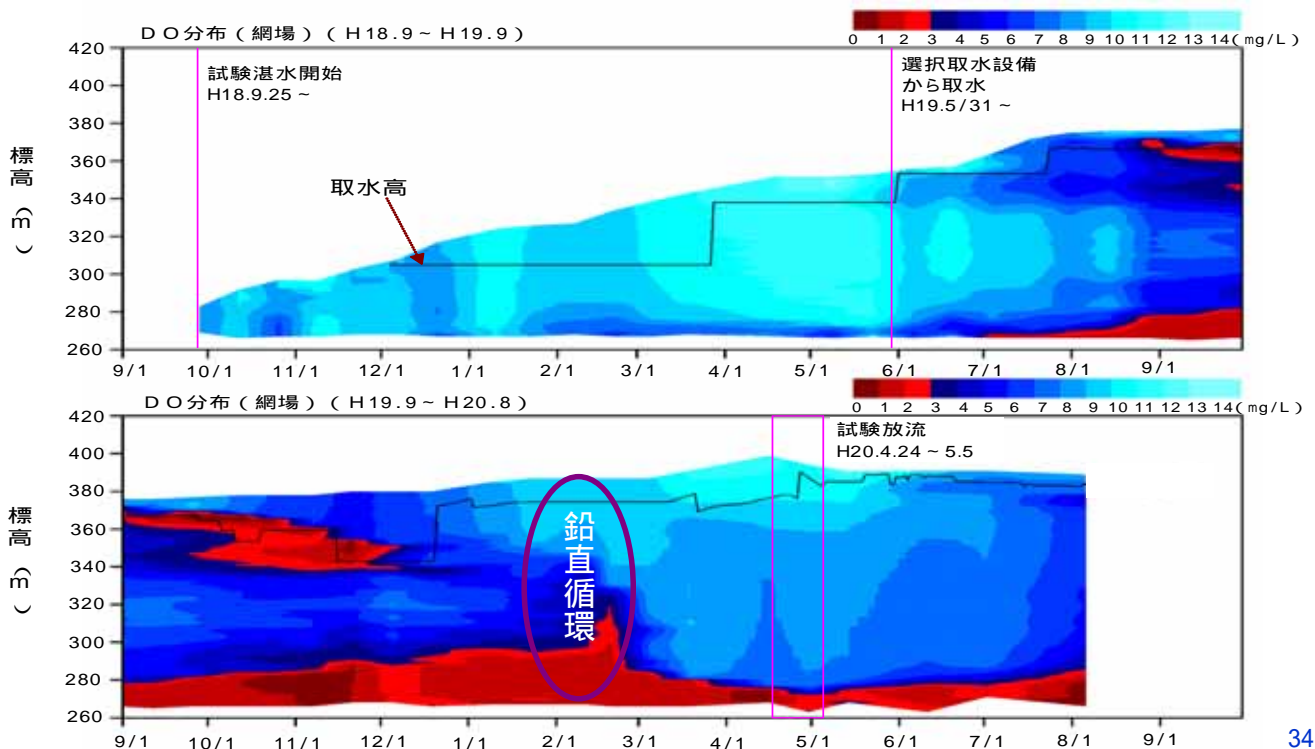 DO分布(網場)(H18.9~H19.9)
0 1 2 3 4 5 6 7 8 9 10 11 12 13 14(mg/L)
試験湛水開始
H18.9.25~
選択取水設備
から取水
H19.5/31~
取水高
標高(m)
420
400
380
360
340
320
300
280
260
9/1 10/1 11/1 12/1 1/1 2/1 3/1 4/1 5/1 6/1 7/1 8/1 9/1
DO分布(網場)(H19.9~H20.8)
0 1 2 3 4 5 6 7 8 9 10 11 12 13 14(mg/L)
試験放流
H20.4.24~5.5
鉛直循環
標高(m)
420
400
380
360
340
320
300
280
260
9/1 10/1 11/1 12/1 1/1 2/1 3/1 4/1 5/1 6/1 7/1 8/1 9/1
34